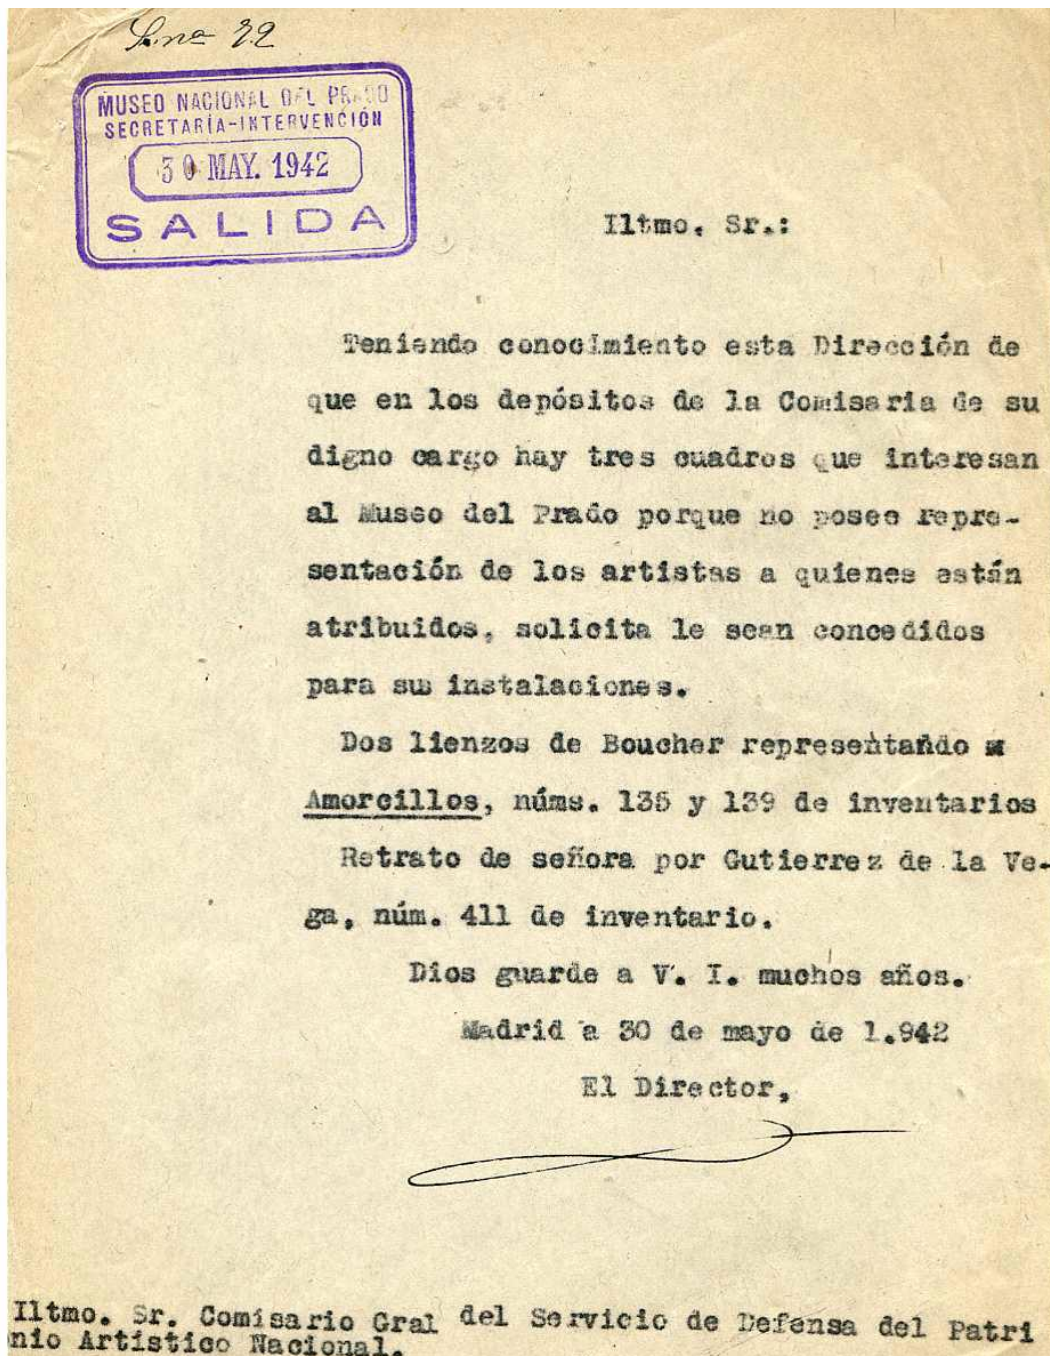 nº 22
MUSEO NACIONAL DEL PRADO
SECRETARÍA-INTERVENCION
30 MAY. 1942
SALIDA
Iltmo. Sr.:
Teniendo conocimiento esta Dirección de
que en los depósitos de la Comisaria de su
digno cargo hay tres cuadros que interesan
al Museo del Prado porque no posee repre-
sentación de los artistas a quienes están
atribuidos, solicita le sean concedidos
para sus instalaciones.
Dos lienzos de Boucher representando
Amorcillos, núms. 135 y 139 de inventarios
Retrato de señora por Gutierrez de la Ve-
ga, núm. 411 de inventario.
Dios guarde a V. I. muchos años.
Madrid a 30 de mayo de 1.942
El Director,
Iltmo. Sr. Comisario Gral del Servicio de Defensa del Patri
nio Artístico Nacional.